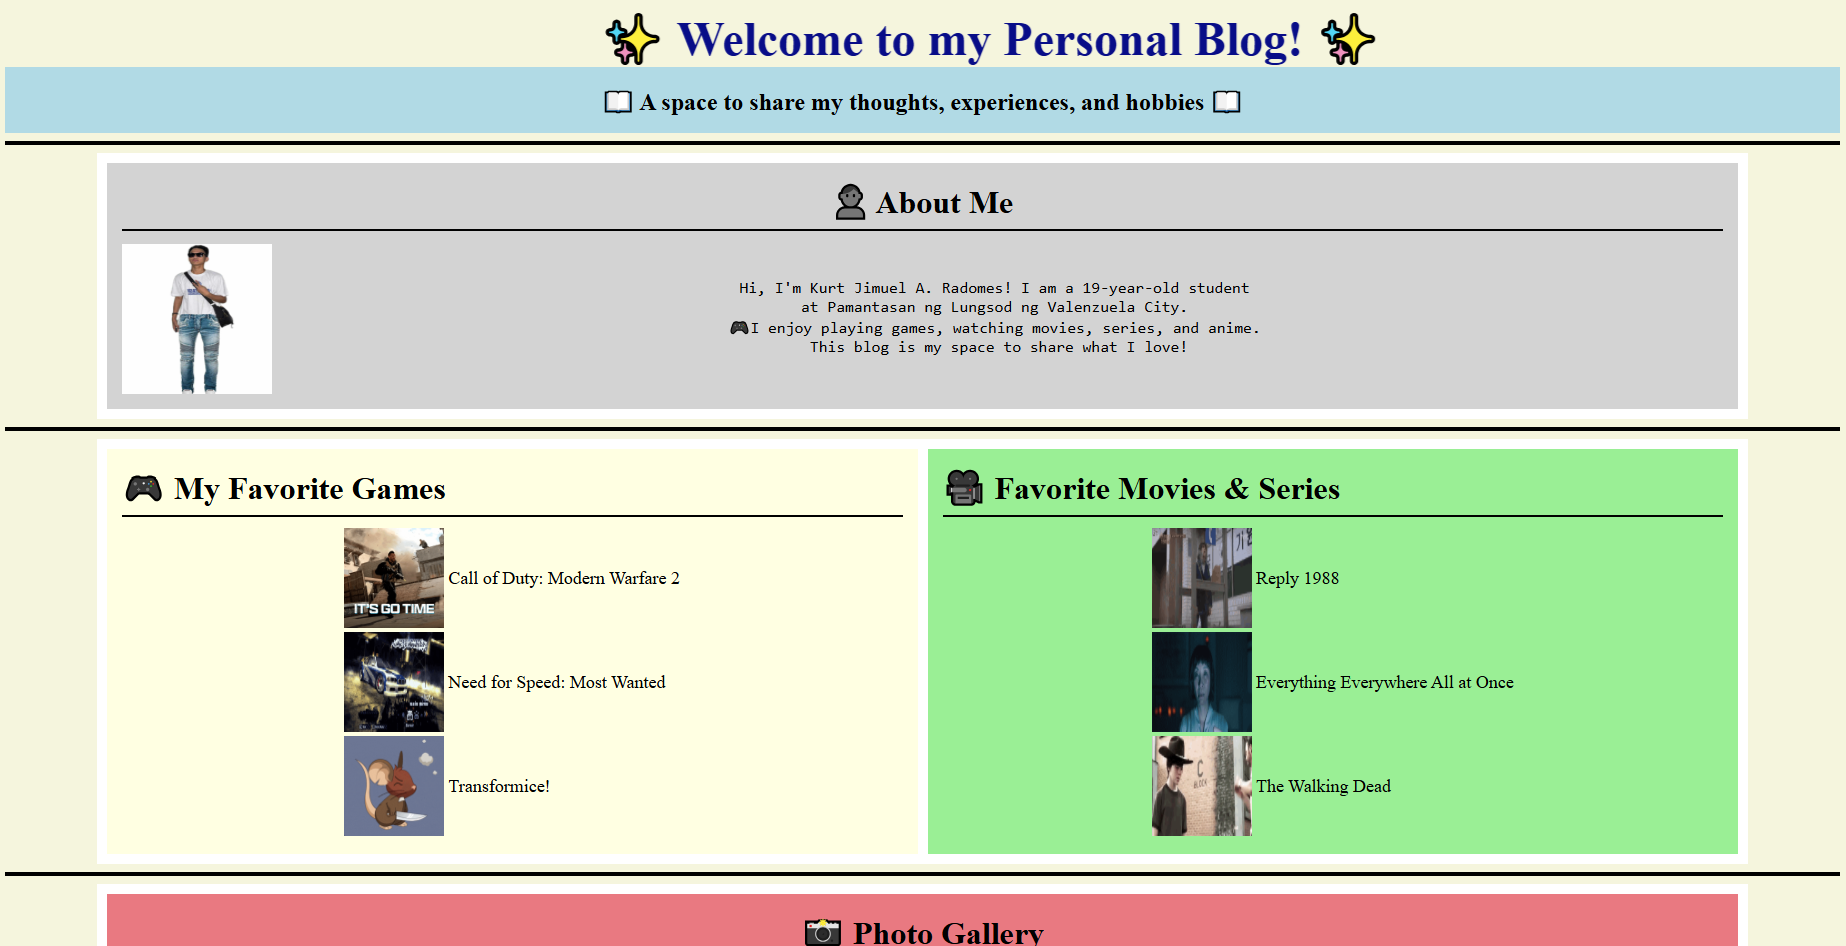 ✨ Welcome to my Personal Blog! ✨
📖 A space to share my thoughts, experiences, and hobbies 📖
👤 About Me
Hi, I'm Kurt Jimuel A. Radomes! I am a 19-year-old student
at Pamantasan ng Lungsod ng Valenzuela City.
🎮I enjoy playing games, watching movies, series, and anime.
This blog is my space to share what I love!
🎮 My Favorite Games
IT'S GO TIME
Call of Duty: Modern Warfare 2
Need for Speed: Most Wanted
Transformice!
🎥 Favorite Movies & Series
Reply 1988
Everything Everywhere All at Once
C
The Walking Dead
📷 Photo Gallery